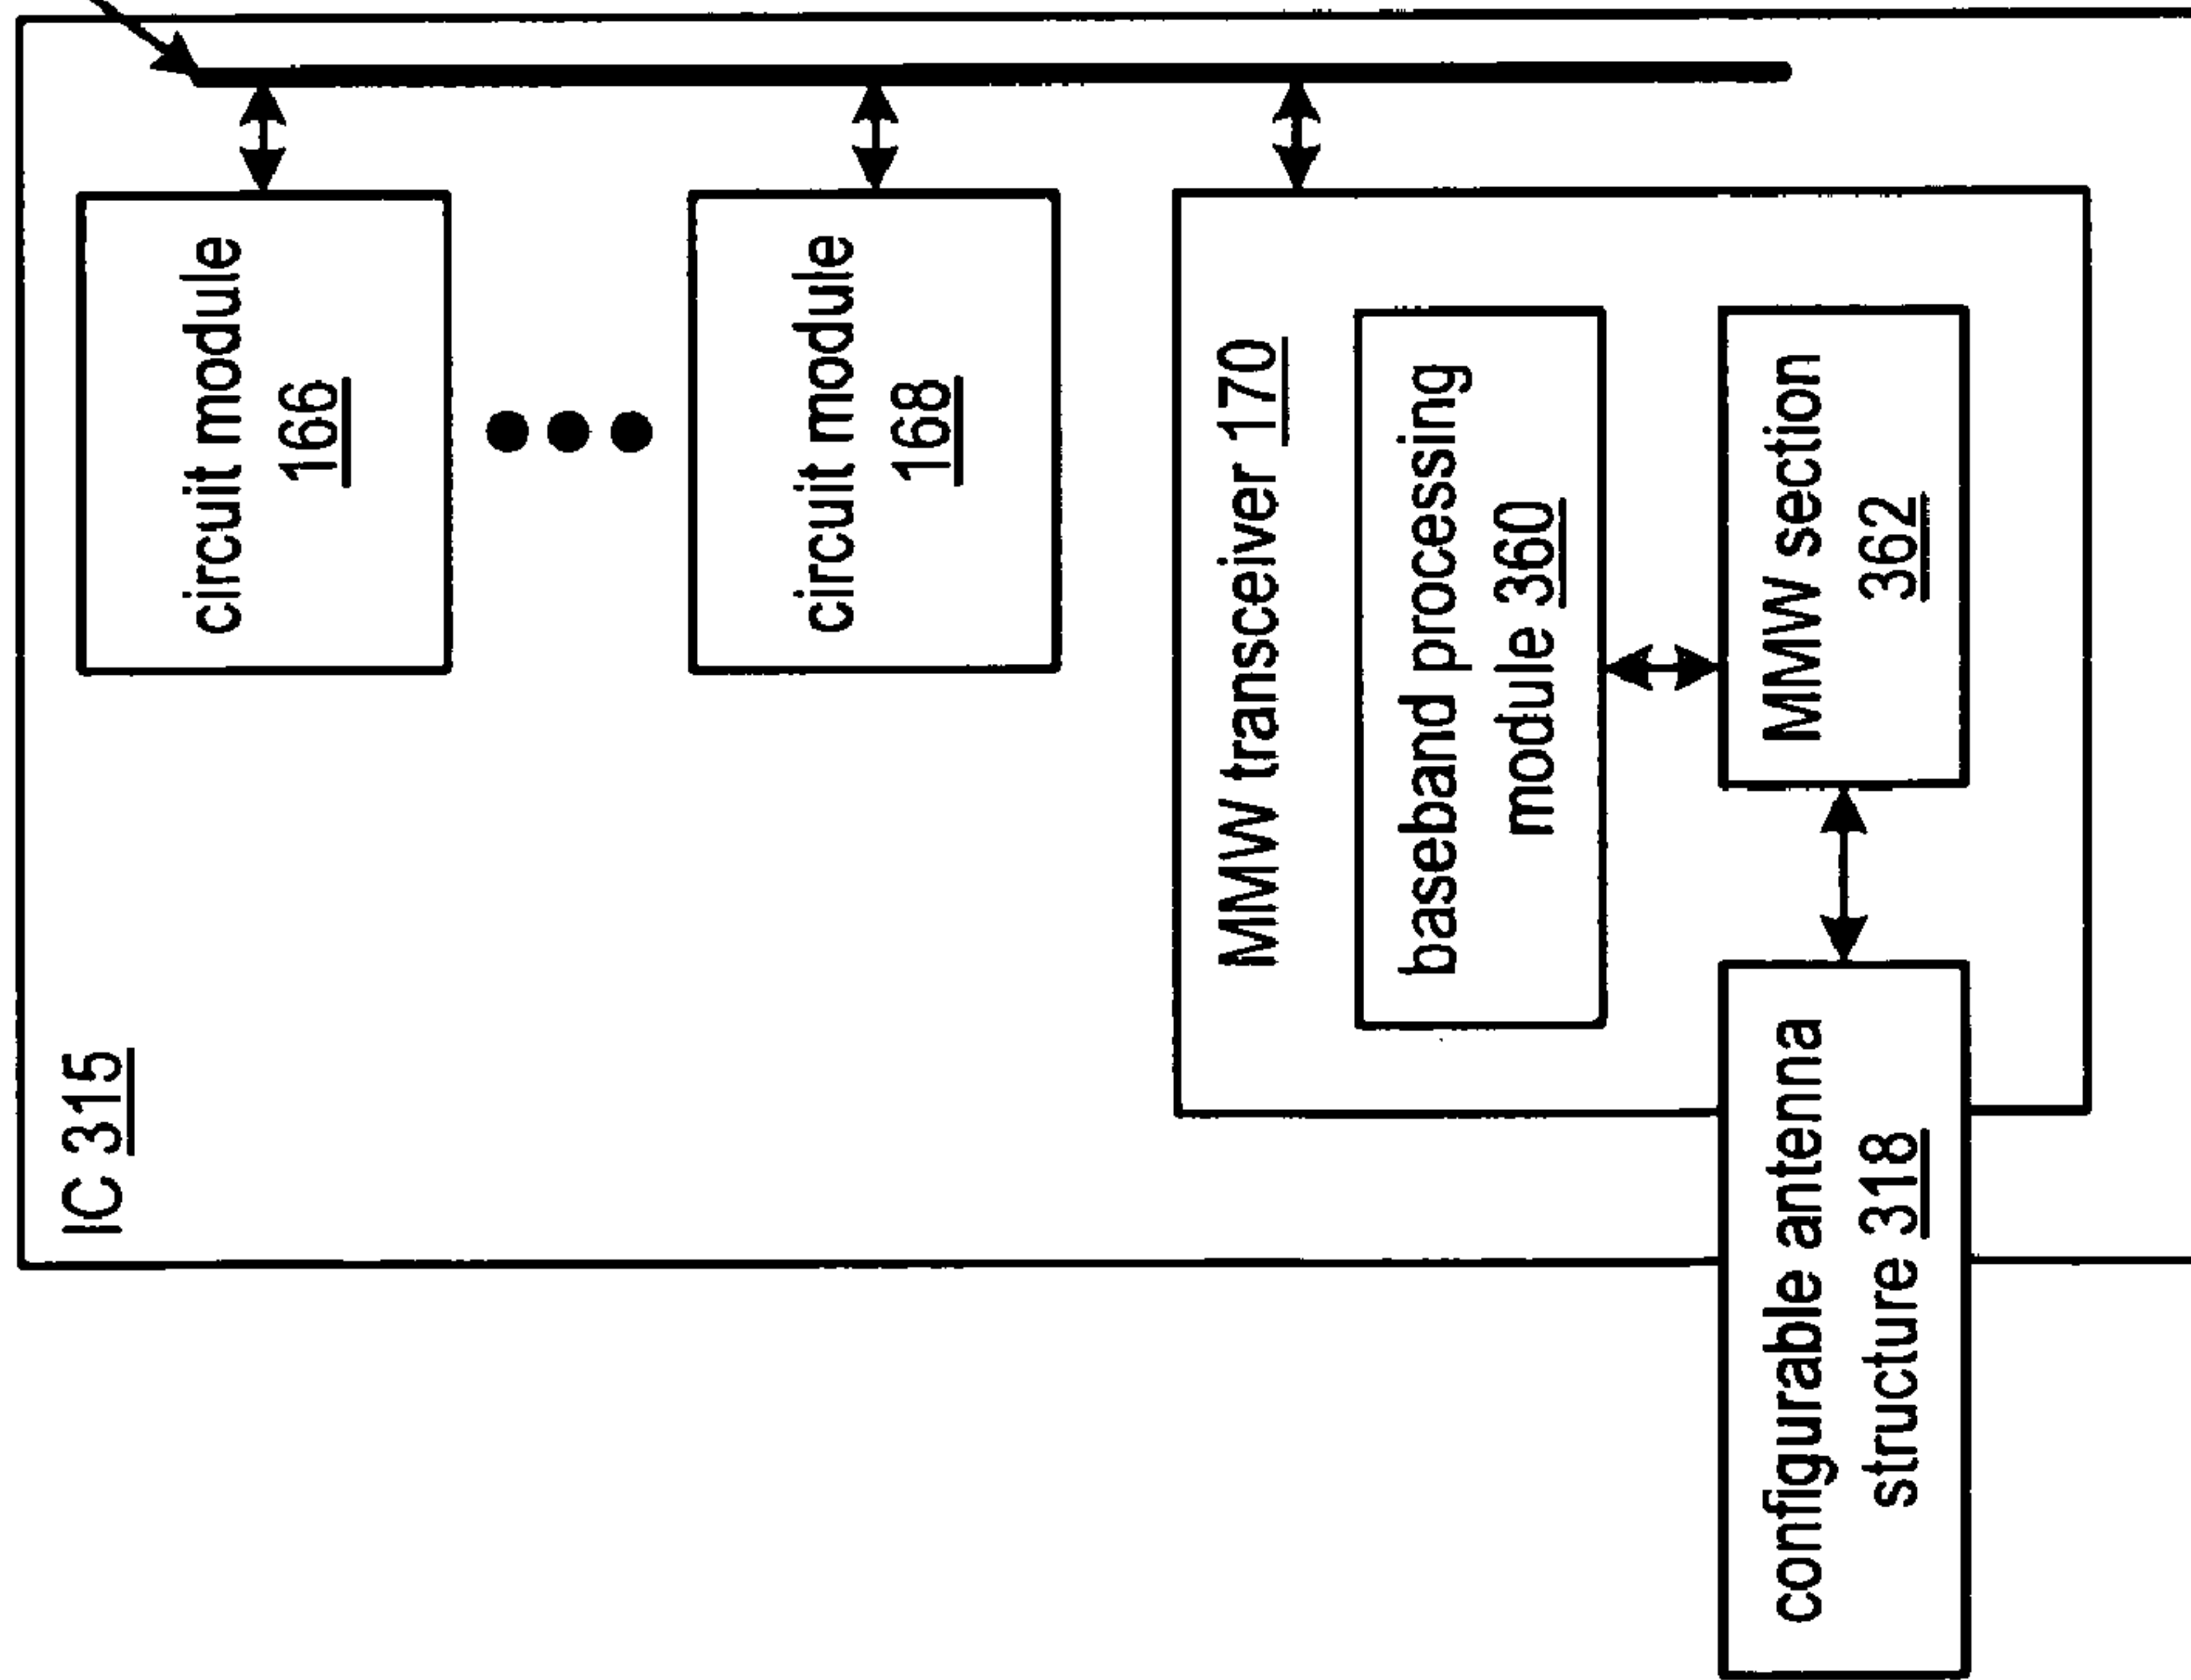 IC 315
circuit module
166
circuit module
168
MMW transceiver 170
baseband processing
module 360
MMW section
362
configurable antenna
structure 318